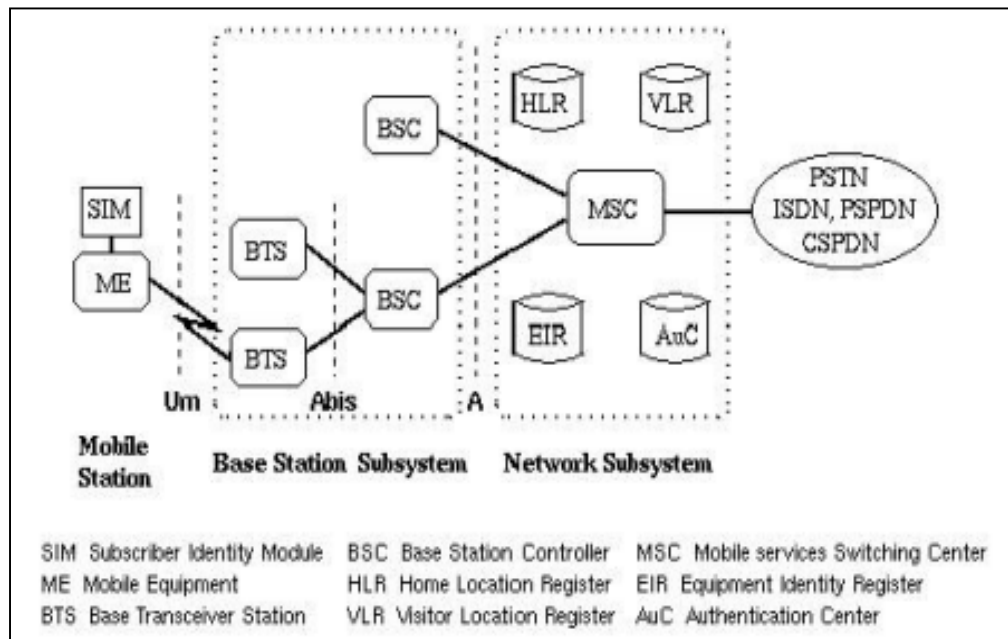 HLR
VLR
BSC
SIM
MSC
PSTN
ISDN, PSPDN
CSPDN
BTS
ME
BSC
BTS
EIR
AuC
Um
Abis
A
Mobile
Station
Base Station Subsystem
Network Subsystem
SIM Subscriber Identity Module
BSC Base Station Controller
MSC Mobile services Switching Center
ME Mobile Equipment
HLR Home Location Register
EIR Equipment Identity Register
BTS Base Transceiver Station
VLR Visitor Location Register
AuC Authentication Center